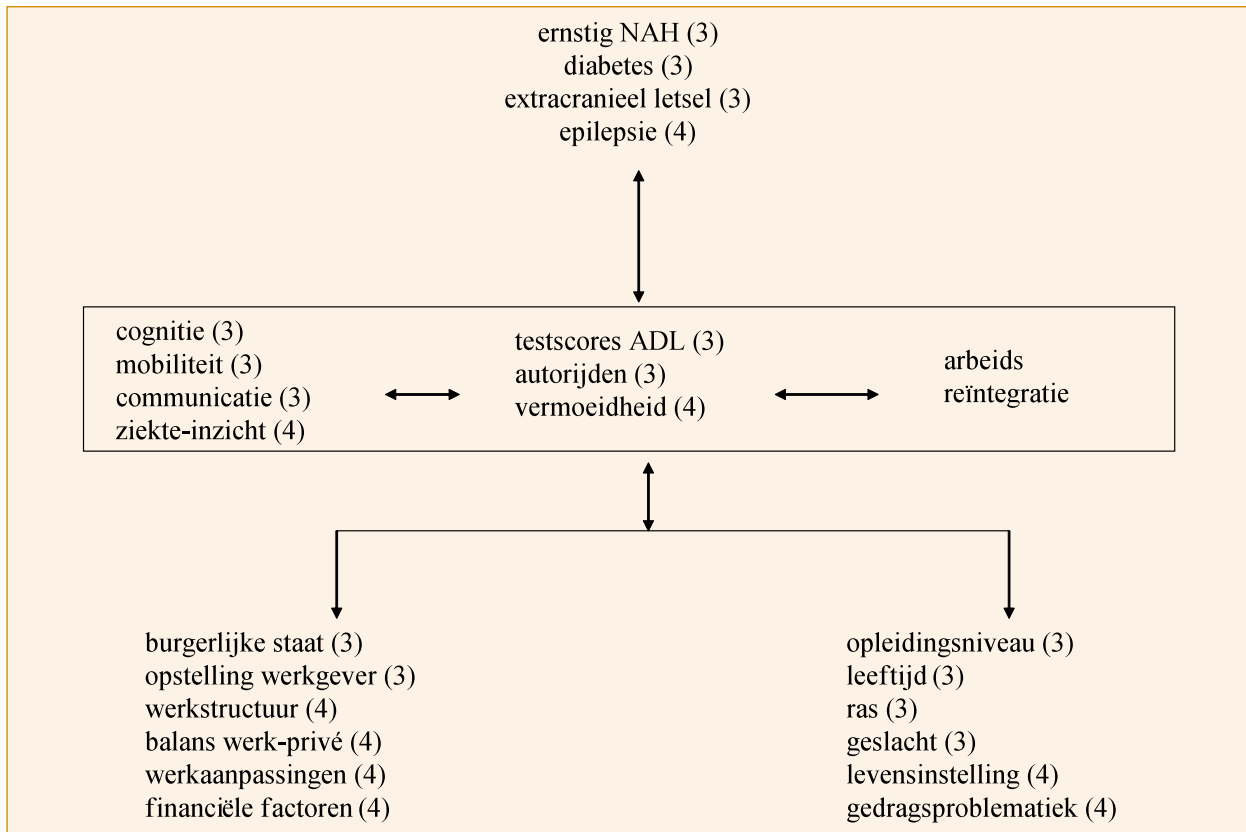 ernstig NAH (3)
diabetes (3)
extracranieel letsel (3)
epilepsie (4)
cognitie (3)
mobiliteit (3)
communicatie (3)
ziekte-inzicht (4)
testscores ADL (3)
autorijden (3)
vermoeidheid (4)
arbeids
reïntegratie
burgerlijke staat (3)
opstelling werkgever (3)
werkstructuur (4)
balans werk-privé (4)
werkaanpassingen (4)
financiële factoren (4)
opleidingsniveau (3)
leeftijd (3)
ras (3)
geslacht (3)
levensinstelling (4)
gedragsproblematiek (4)